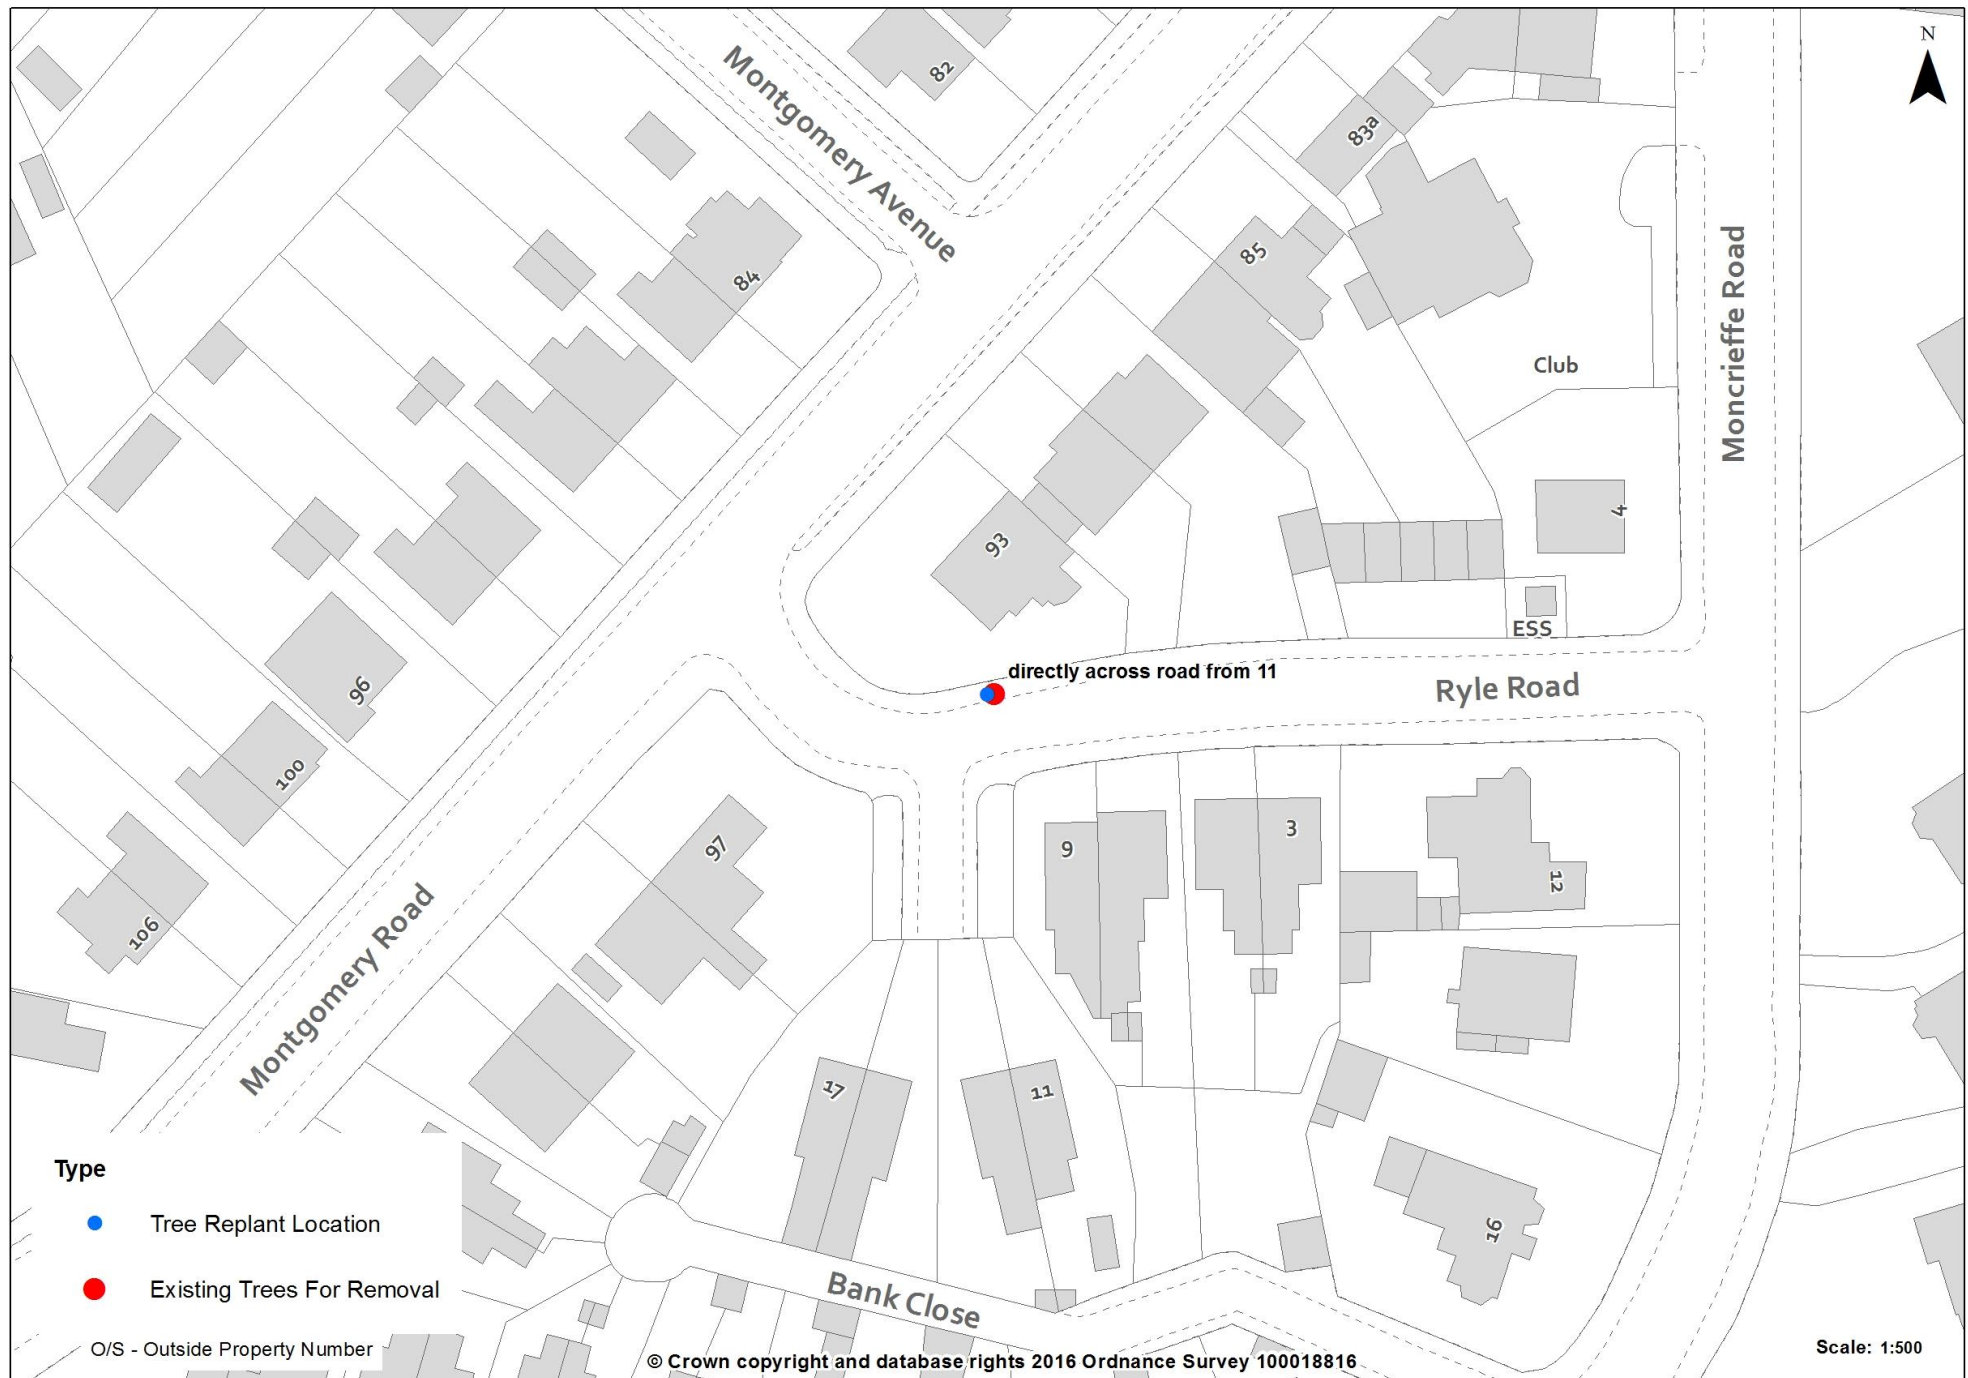 N
82
Montgomery Avenue
83a
85
84
Moncrieffe Road
Club
4
93
ESS
directly across road from 11
Ryle Road
96
100
97
9
3
12
106
Montgomery Road
17
11
16
Bank Close
Type
Tree Replant Location
Existing Trees For Removal
O/S - Outside Property Number
© Crown copyright and database rights 2016 Ordnance Survey 100018816
Scale: 1:500